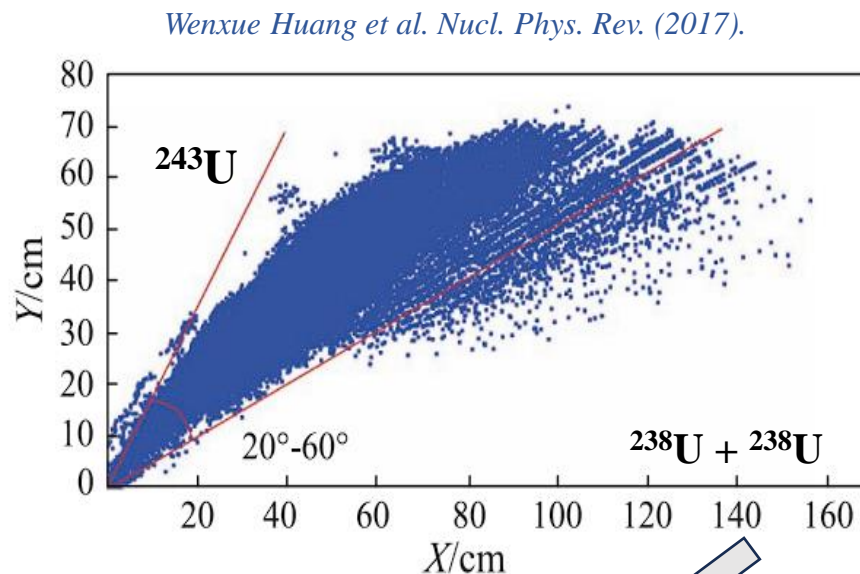 Wenxue Huang et al. Nucl. Phys. Rev. (2017).
80
70
²⁴³U
60
50
Y/cm
40
30
20
10
20°-60°
²³⁸U + ²³⁸U
0
20 40 60 80 100 120 140 160
X/cm